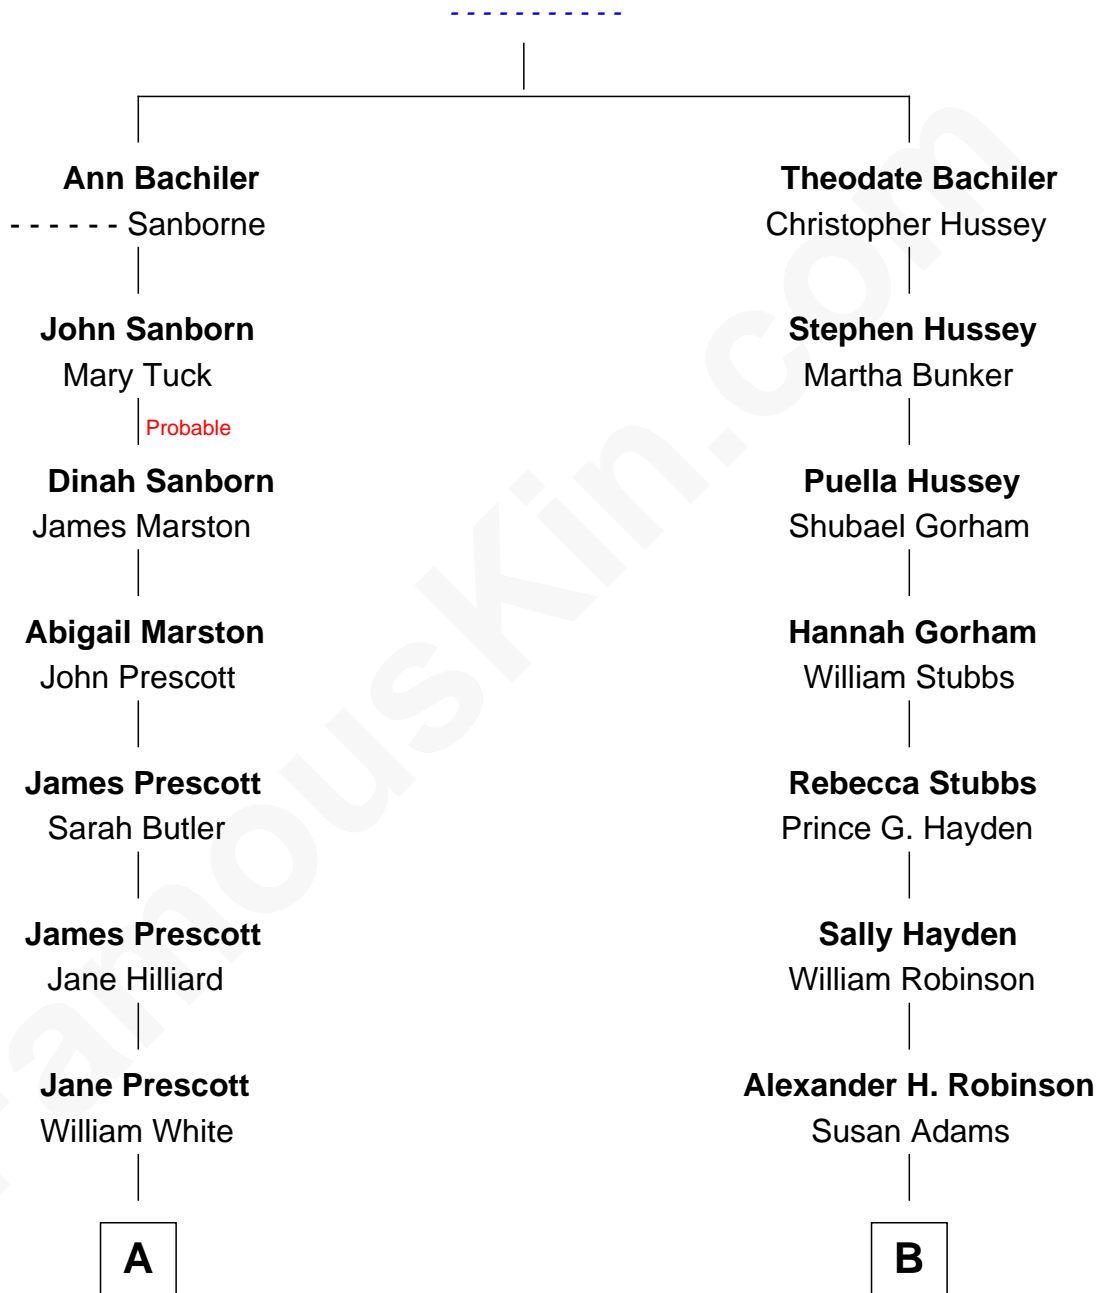 - - - - - - - - - - -
Ann Bachiler
- - - - - - Sanborne
John Sanborn
Mary Tuck
Probable
Dinah Sanborn
James Marston
Abigail Marston
John Prescott
James Prescott
Sarah Butler
James Prescott
Jane Hilliard
Jane Prescott
William White
A
Theodate Bachiler
Christopher Hussey
Stephen Hussey
Martha Bunker
Puella Hussey
Shubael Gorham
Hannah Gorham
William Stubbs
Rebecca Stubbs
Prince G. Hayden
Sally Hayden
William Robinson
Alexander H. Robinson
Susan Adams
B
FamousKin.com